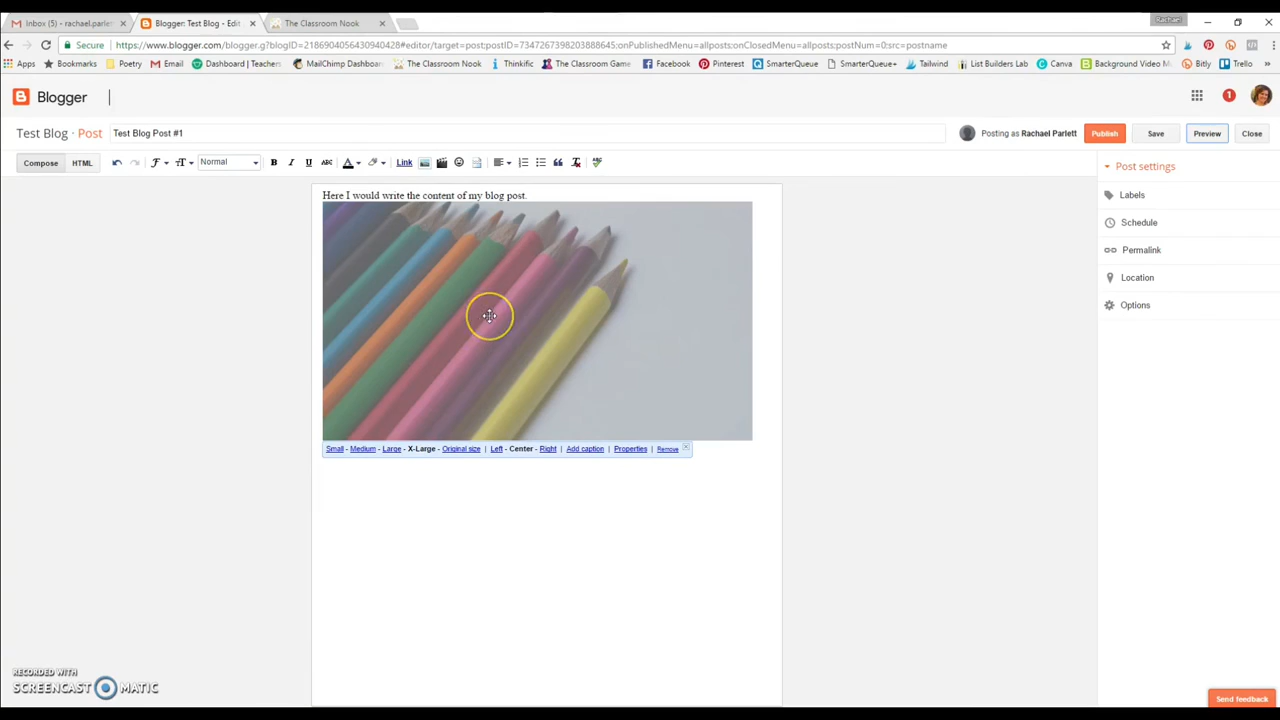 Inbox (5) - rachael.parlett
Blogger: Test Blog - Edit
The Classroom Nook
Rachael
Secure
https://www.blogger.com/blogger.g?blogID=2186904056430940428#editor/target=post;postID=7347267398203888645;onPublishedMenu=allposts;onClosedMenu=allposts;postNum=0;src=postname
Apps Bookmarks Poetry Email Dashboard | Teachers MailChimp Dashboa The Classroom Nook Thinkific The Classroom Game Facebook Pinterest SmarterQueue SmarterQueue+ Tailwind List Builders Lab Canva Background Video M Bitly Trello
Blogger
1
Test Blog · Post
Test Blog Post #1
Posting as Rachael Parlett
Publish Save Preview Close
Compose HTML
Normal
B I U ABC A Link
Post settings
Labels
Schedule
Permalink
Location
Options
Here I would write the content of my blog post.
Small - Medium - Large - X-Large - Original size | Left - Center - Right | Add caption | Properties | Remove
RECORDED WITH
SCREENCAST MATIC
Send feedback